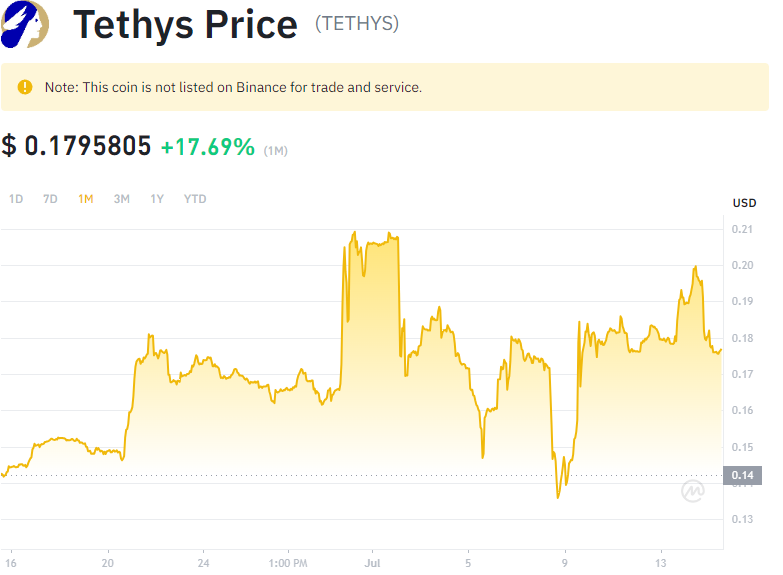 Tethys Price (TETHYS)
Note: This coin is not listed on Binance for trade and service.
$ 0.1795805 +17.69% (1M)
1D 7D 1M 3M 1Y YTD
USD
0.21
0.20
0.19
0.18
0.17
0.16
0.15
0.14
0.13
16 20 24 1:00 PM Jul 5 9 13